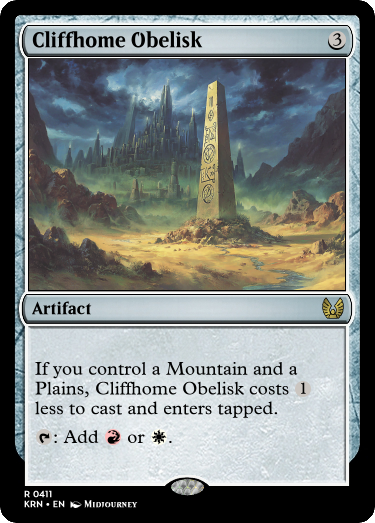 Cliffhome Obelisk 3
Artifact
If you control a Mountain and a
Plains, Cliffhome Obelisk costs 1
less to cast and enters tapped.
: Add or .
R 0411
KRN • EN Midjourney